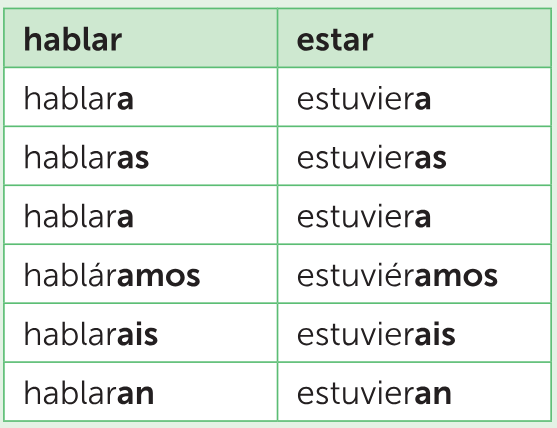 hablar estar
hablara estuviera
hablaras estuvieras
hablara estuviera
habláramos estuviéramos
hablarais estuvierais
hablaran estuvieran